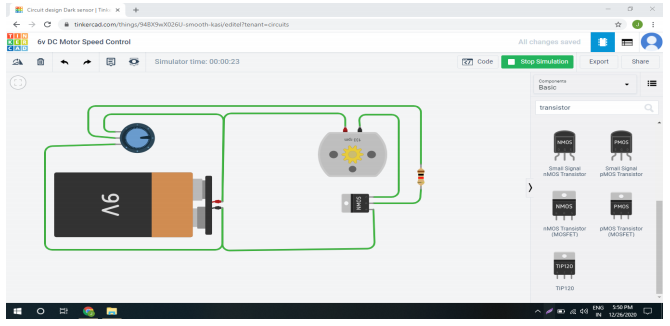 Circuit design Dark sensor | Tink
tinkercad.com/things/948X9wX026U-smooth-kasi/editel?tenant=circuits
TIN
KER
CAD
6v DC Motor Speed Control
All changes saved
Simulator time: 00:00:23
Code
Stop Simulation
Export
Share
Components
Basic
transistor
9V
NMOS
NMOS
PMOS
Small Signal
nMOS Transistor
Small Signal
pMOS Transistor
NMOS
PMOS
nMOS Transistor
(MOSFET)
pMOS Transistor
(MOSFET)
TIP120
TIP120
ENG
IN
5:50 PM
12/26/2020